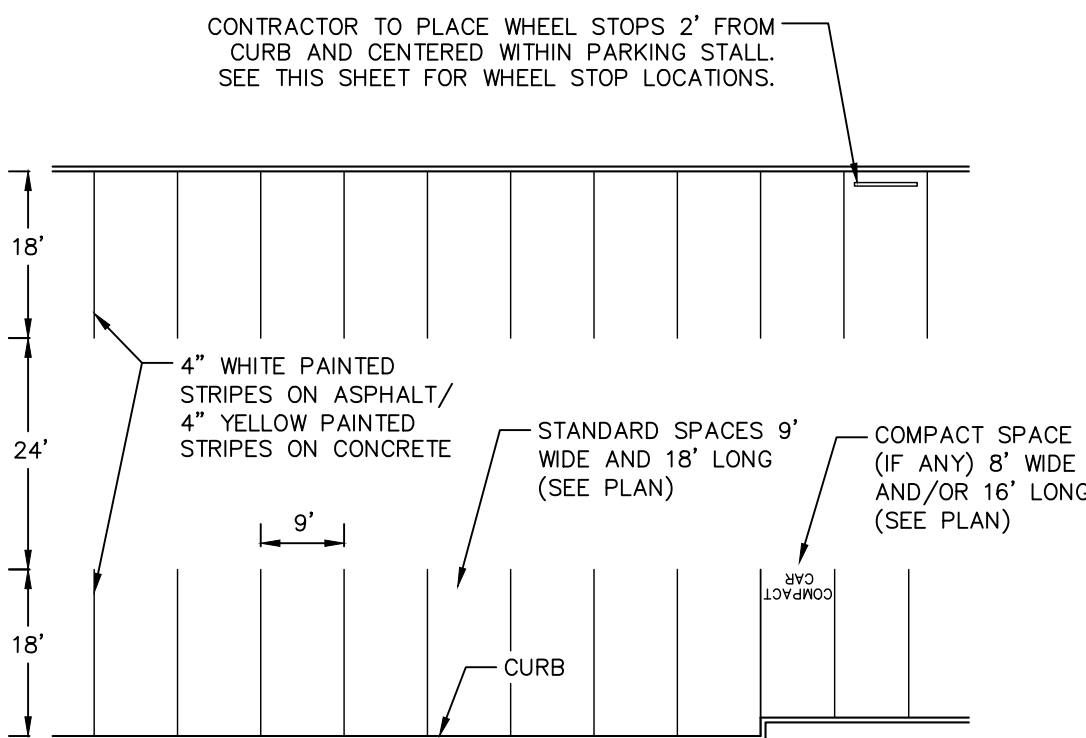 CONTRACTOR TO PLACE WHEEL STOPS 2' FROM
CURB AND CENTERED WITHIN PARKING STALL.
SEE THIS SHEET FOR WHEEL STOP LOCATIONS.
18'
4" WHITE PAINTED
STRIPES ON ASPHALT/
4" YELLOW PAINTED
STRIPES ON CONCRETE
24'
STANDARD SPACES 9'
WIDE AND 18' LONG
(SEE PLAN)
COMPACT SPACE
(IF ANY) 8' WIDE
AND/OR 16' LONG
(SEE PLAN)
9'
COMPACT
CAR
18'
CURB